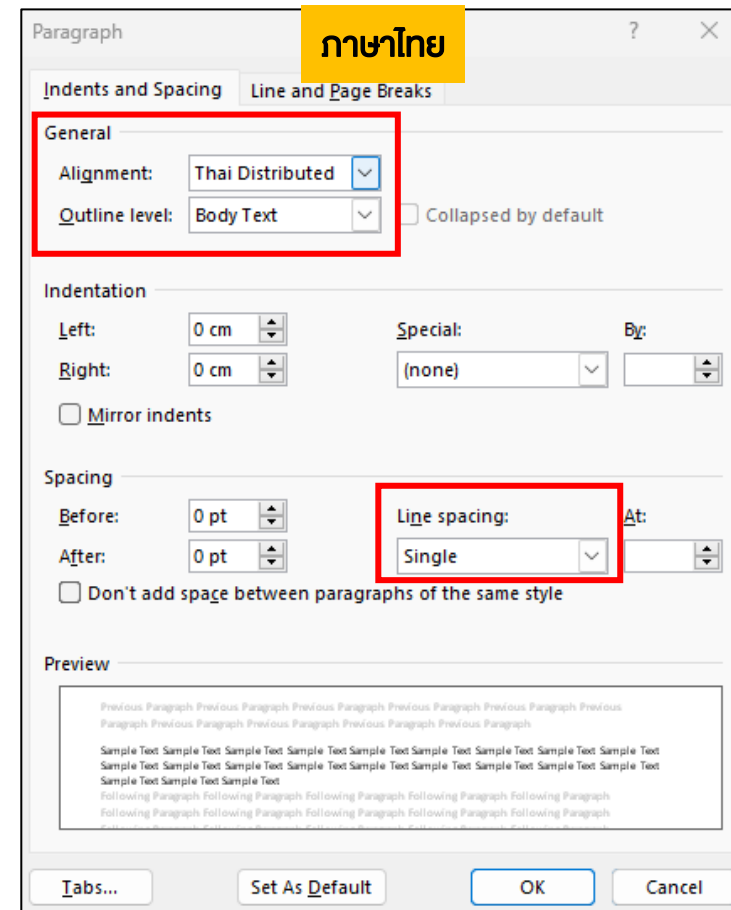 Paragraph ? ×
ภาษาไทย
Indents and Spacing Line and Page Breaks
General
Alignment: Thai Distributed
Outline level: Body Text Collapsed by default
Indentation
Left: 0 cm Special: By:
Right: 0 cm (none)
Mirror indents
Spacing
Before: 0 pt Line spacing: At:
After: 0 pt Single
Don't add space between paragraphs of the same style
Preview
Previous Paragraph Previous Paragraph Previous Paragraph Previous Paragraph Previous Paragraph Previous
Paragraph Previous Paragraph Previous Paragraph Previous Paragraph Previous Paragraph
Sample Text Sample Text Sample Text Sample Text Sample Text Sample Text Sample Text Sample Text Sample Text
Sample Text Sample Text Sample Text Sample Text Sample Text Sample Text Sample Text Sample Text Sample Text
Sample Text Sample Text Sample Text
Following Paragraph Following Paragraph Following Paragraph Following Paragraph Following Paragraph
Following Paragraph Following Paragraph Following Paragraph Following Paragraph Following Paragraph
Tabs... Set As Default OK Cancel